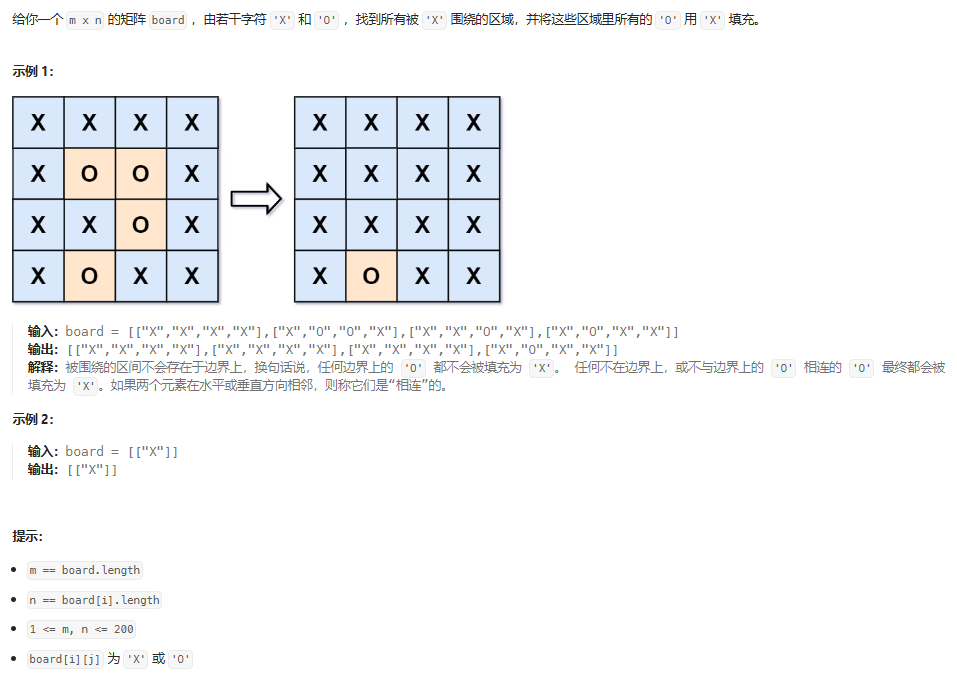 给你一个 m x n 的矩阵 board ，由若干字符 'X' 和 'O' ，找到所有被 'X' 围绕的区域，并将这些区域里所有的 'O' 用 'X' 填充。
示例 1：
X X X X X X X X
X O O X X X X X
X X O X X X X X
X O X X X O X X
输入：board = [["X","X","X","X"],["X","O","O","X"],["X","X","O","X"],["X","O","X","X"]]
输出：[["X","X","X","X"],["X","X","X","X"],["X","X","X","X"],["X","O","X","X"]]
解释：被围绕的区间不会存在于边界上，换句话说，任何边界上的 'O' 都不会被填充为 'X'。 任何不在边界上，或不与边界上的 'O' 相连的 'O' 最终都会被
填充为 'X'。如果两个元素在水平或垂直方向相邻，则称它们是“相连”的。
示例 2：
输入：board = [["X"]]
输出：[["X"]]
提示：
m == board.length
n == board[i].length
1 <= m, n <= 200
board[i][j] 为 'X' 或 'O'